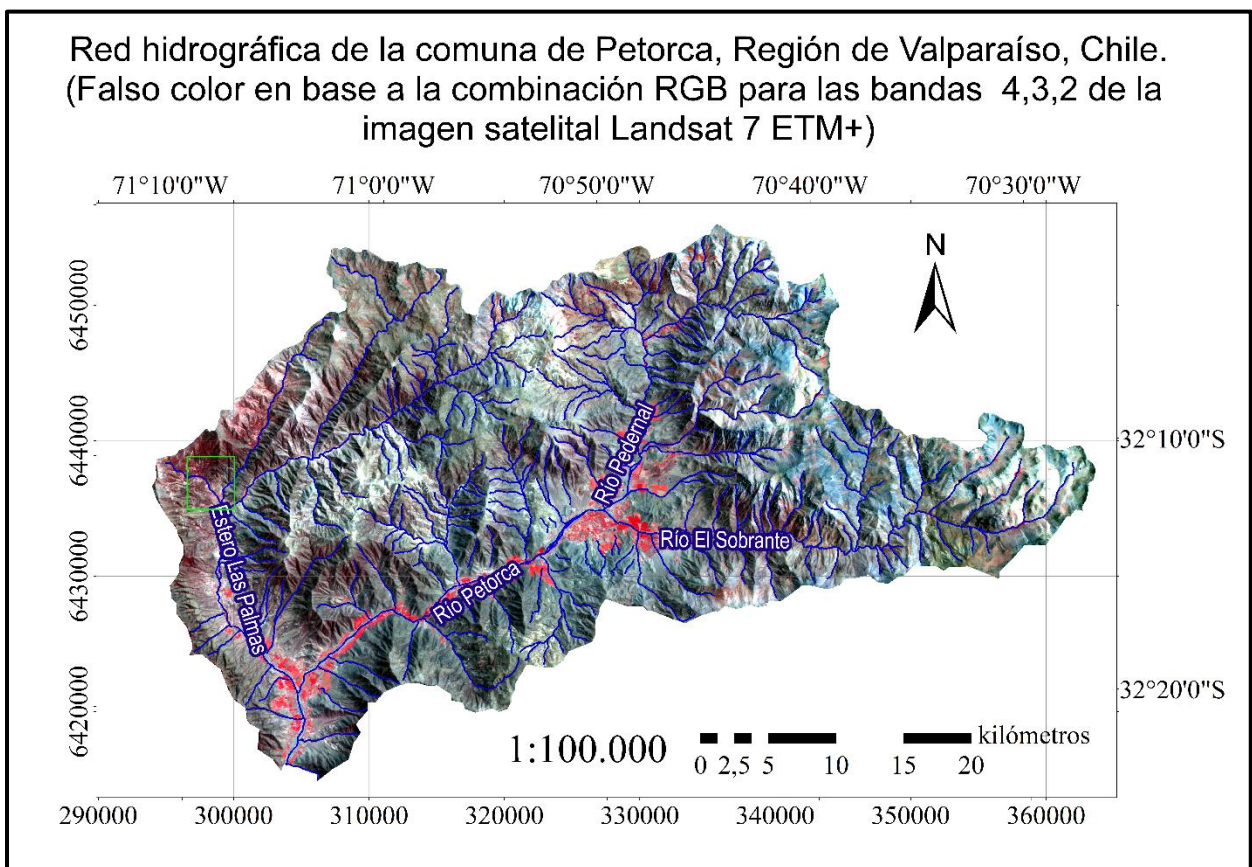 Red hidrográfica de la comuna de Petorca, Región de Valparaíso, Chile.
(Falso color en base a la combinación RGB para las bandas 4,3,2 de la
imagen satelital Landsat 7 ETM+)
71°10'0"W 71°0'0"W 70°50'0"W 70°40'0"W 70°30'0"W
N
6450000
6440000
6430000
6420000
32°10'0"S
32°20'0"S
Río Pedernal
Río El Sobrante
Estero Las Palmas
Río Petorca
1:100.000
kilómetros
0 2,5 5 10 15 20
290000 300000 310000 320000 330000 340000 350000 360000